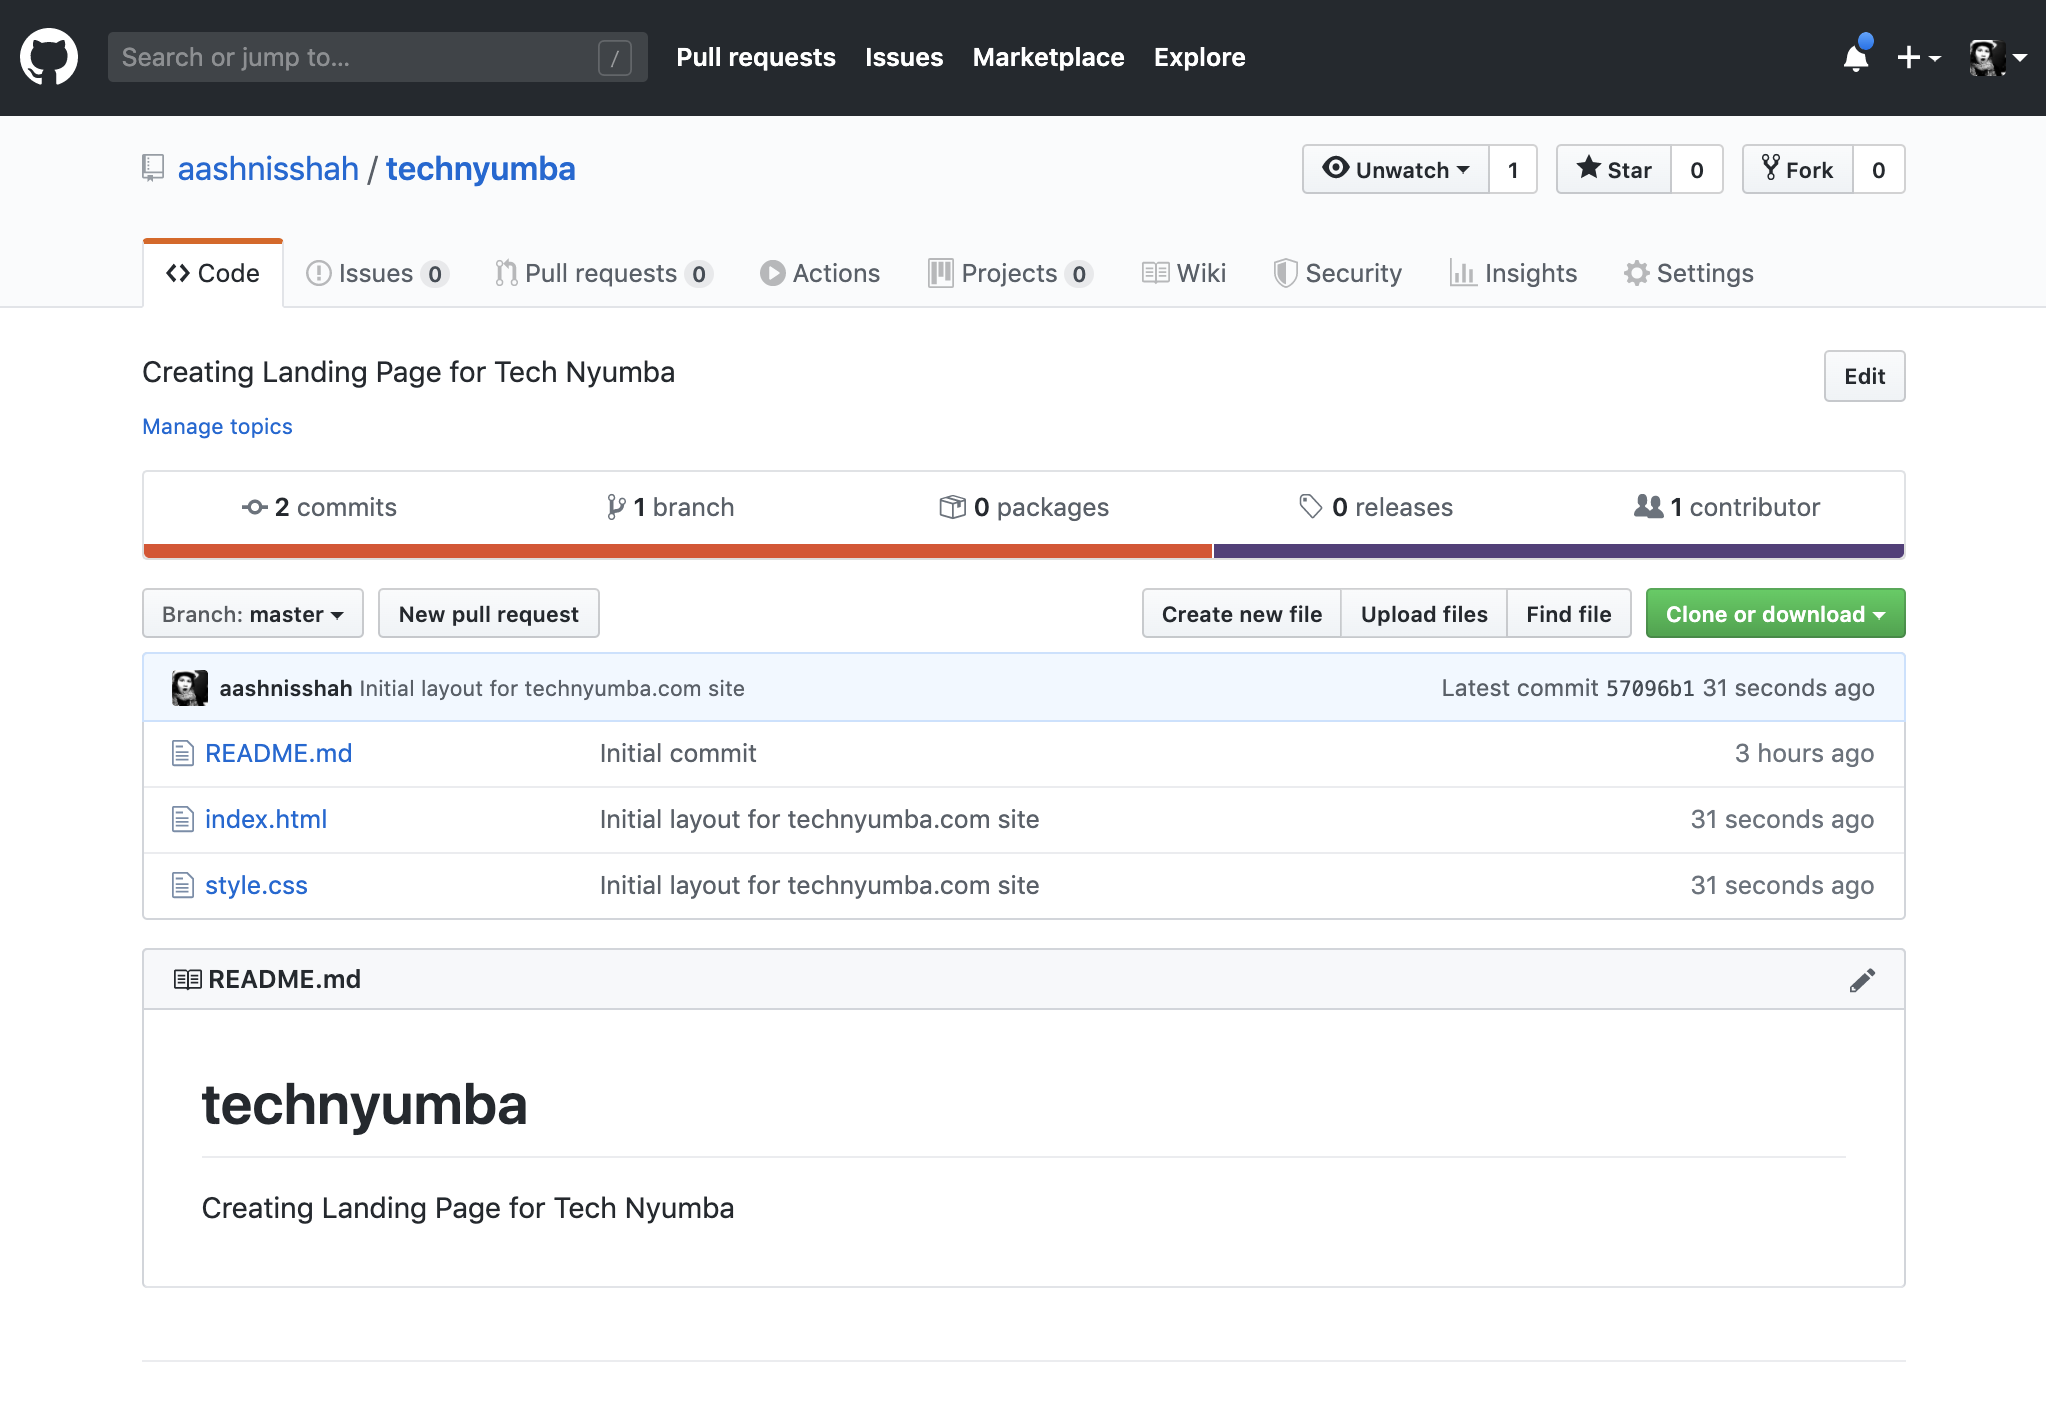 Search or jump to... /
Pull requests Issues Marketplace Explore
aashnisshah / technyumba
Unwatch 1 Star 0 Fork 0
Code Issues 0 Pull requests 0 Actions Projects 0 Wiki Security Insights Settings
Creating Landing Page for Tech Nyumba
Edit
Manage topics
2 commits 1 branch 0 packages 0 releases 1 contributor
Branch: master New pull request Create new file Upload files Find file Clone or download
aashnisshah Initial layout for technyumba.com site Latest commit 57096b1 31 seconds ago
README.md Initial commit 3 hours ago
index.html Initial layout for technyumba.com site 31 seconds ago
style.css Initial layout for technyumba.com site 31 seconds ago
README.md
technyumba
Creating Landing Page for Tech Nyumba